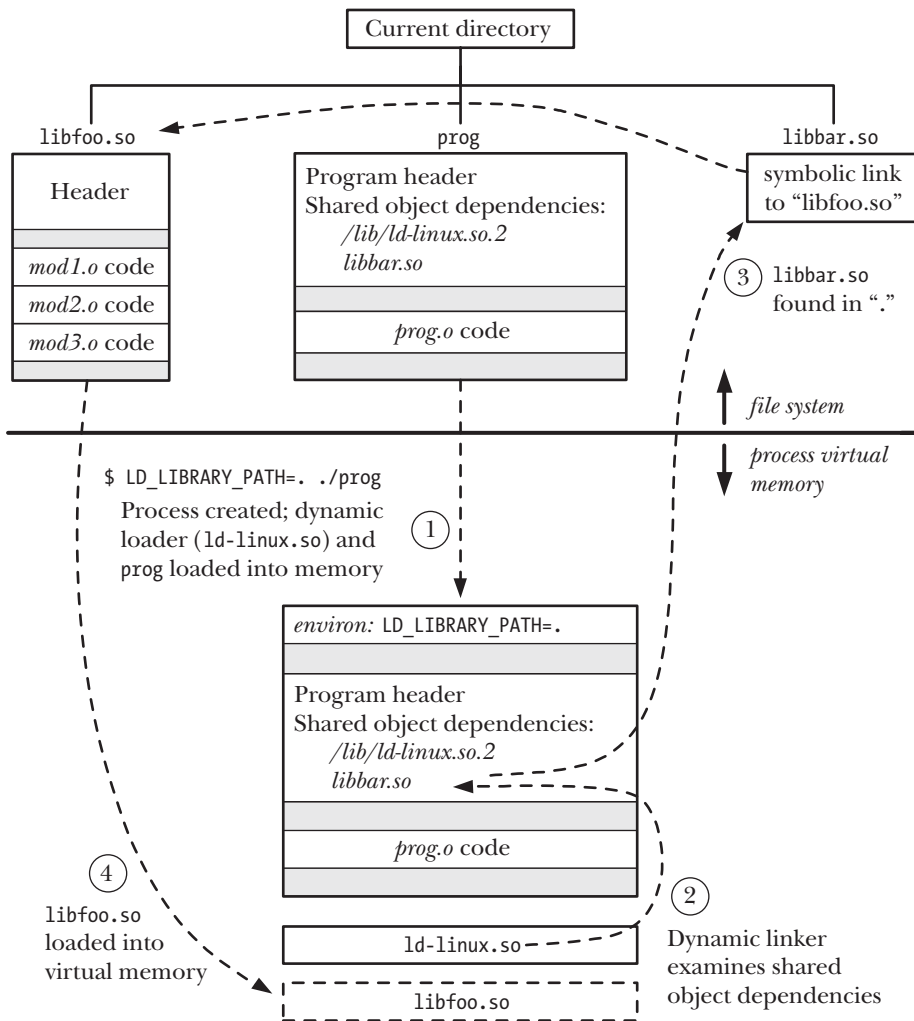 Current directory
libfoo.so
prog
libbar.so
Header
mod1.o code
mod2.o code
mod3.o code
Program header
Shared object dependencies:
/lib/ld-linux.so.2
libbar.so
prog.o code
symbolic link
to “libfoo.so”
3
libbar.so
found in “.”
file system
process virtual
memory
$ LD_LIBRARY_PATH=. ./prog
Process created; dynamic
loader (ld-linux.so) and
prog loaded into memory
1
environ: LD_LIBRARY_PATH=.
Program header
Shared object dependencies:
/lib/ld-linux.so.2
libbar.so
prog.o code
4
libfoo.so
loaded into
virtual memory
2
Dynamic linker
examines shared
object dependencies
ld-linux.so
libfoo.so